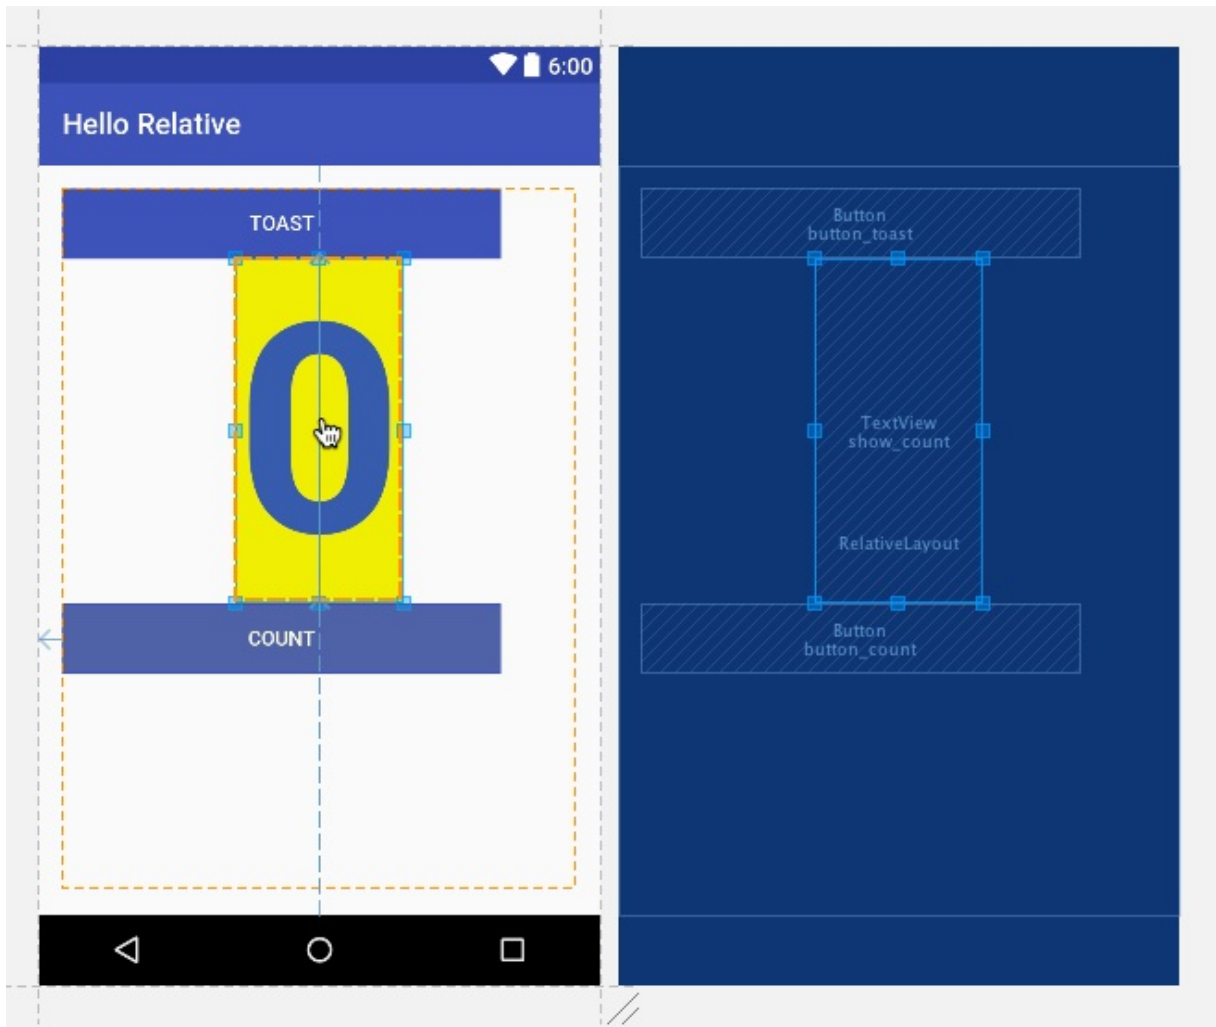 6:00
Hello Relative
TOAST
0
COUNT
Button
button_toast
TextView
show_count
RelativeLayout
Button
button_count